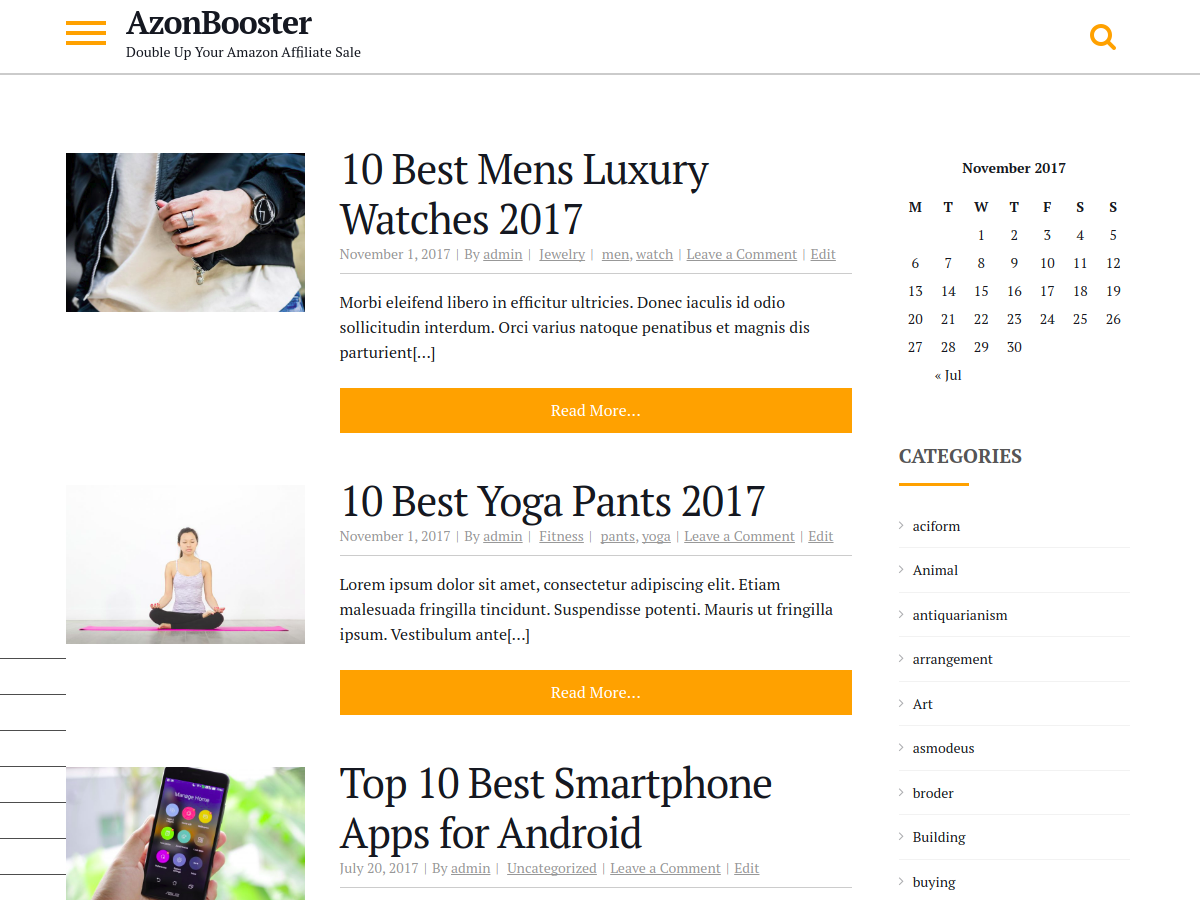 AzonBooster
Double Up Your Amazon Affiliate Sale
10 Best Mens Luxury
Watches 2017
November 1, 2017 | By admin | Jewelry | men, watch | Leave a Comment | Edit
Morbi eleifend libero in efficitur ultricies. Donec iaculis id odio
sollicitudin interdum. Orci varius natoque penatibus et magnis dis
parturient[…]
Read More…
10 Best Yoga Pants 2017
November 1, 2017 | By admin | Fitness | pants, yoga | Leave a Comment | Edit
Lorem ipsum dolor sit amet, consectetur adipiscing elit. Etiam
malesuada fringilla tincidunt. Suspendisse potenti. Mauris ut fringilla
ipsum. Vestibulum ante[…]
Read More…
Manage Home
ASUS
Top 10 Best Smartphone
Apps for Android
July 20, 2017 | By admin | Uncategorized | Leave a Comment | Edit
November 2017
M T W T F S S
1 2 3 4 5
6 7 8 9 10 11 12
13 14 15 16 17 18 19
20 21 22 23 24 25 26
27 28 29 30
« Jul
CATEGORIES
aciform
Animal
antiquarianism
arrangement
Art
asmodeus
broder
Building
buying